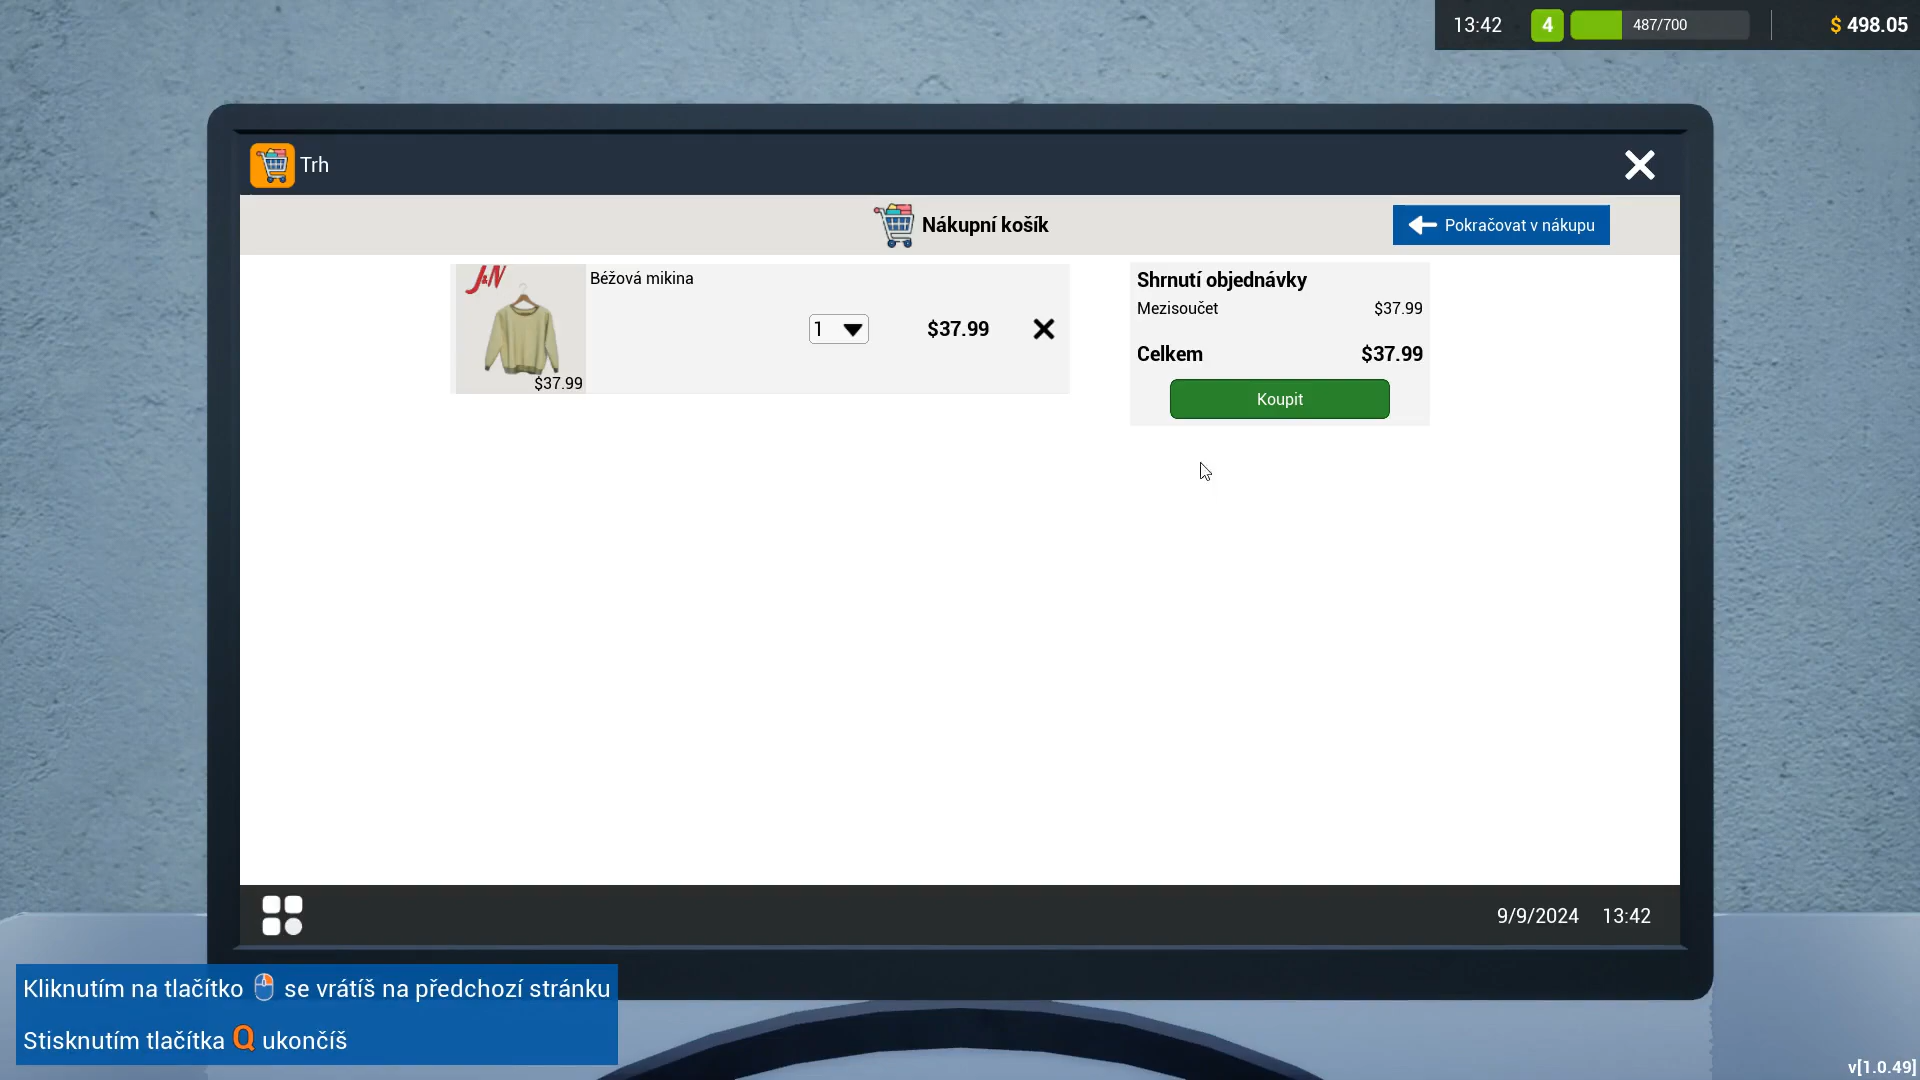 13:42 4 487/700 $ 498.05
Trh
Nákupní košík
Pokračovat v nákupu
J&N
Béžová mikina
1 $37.99
$37.99
Shrnutí objednávky
Mezisoučet $37.99
Celkem $37.99
Koupit
9/9/2024 13:42
Kliknutím na tlačítko se vrátíš na předchozí stránku
Stisknutím tlačítka Q ukončíš
v[1.0.49]